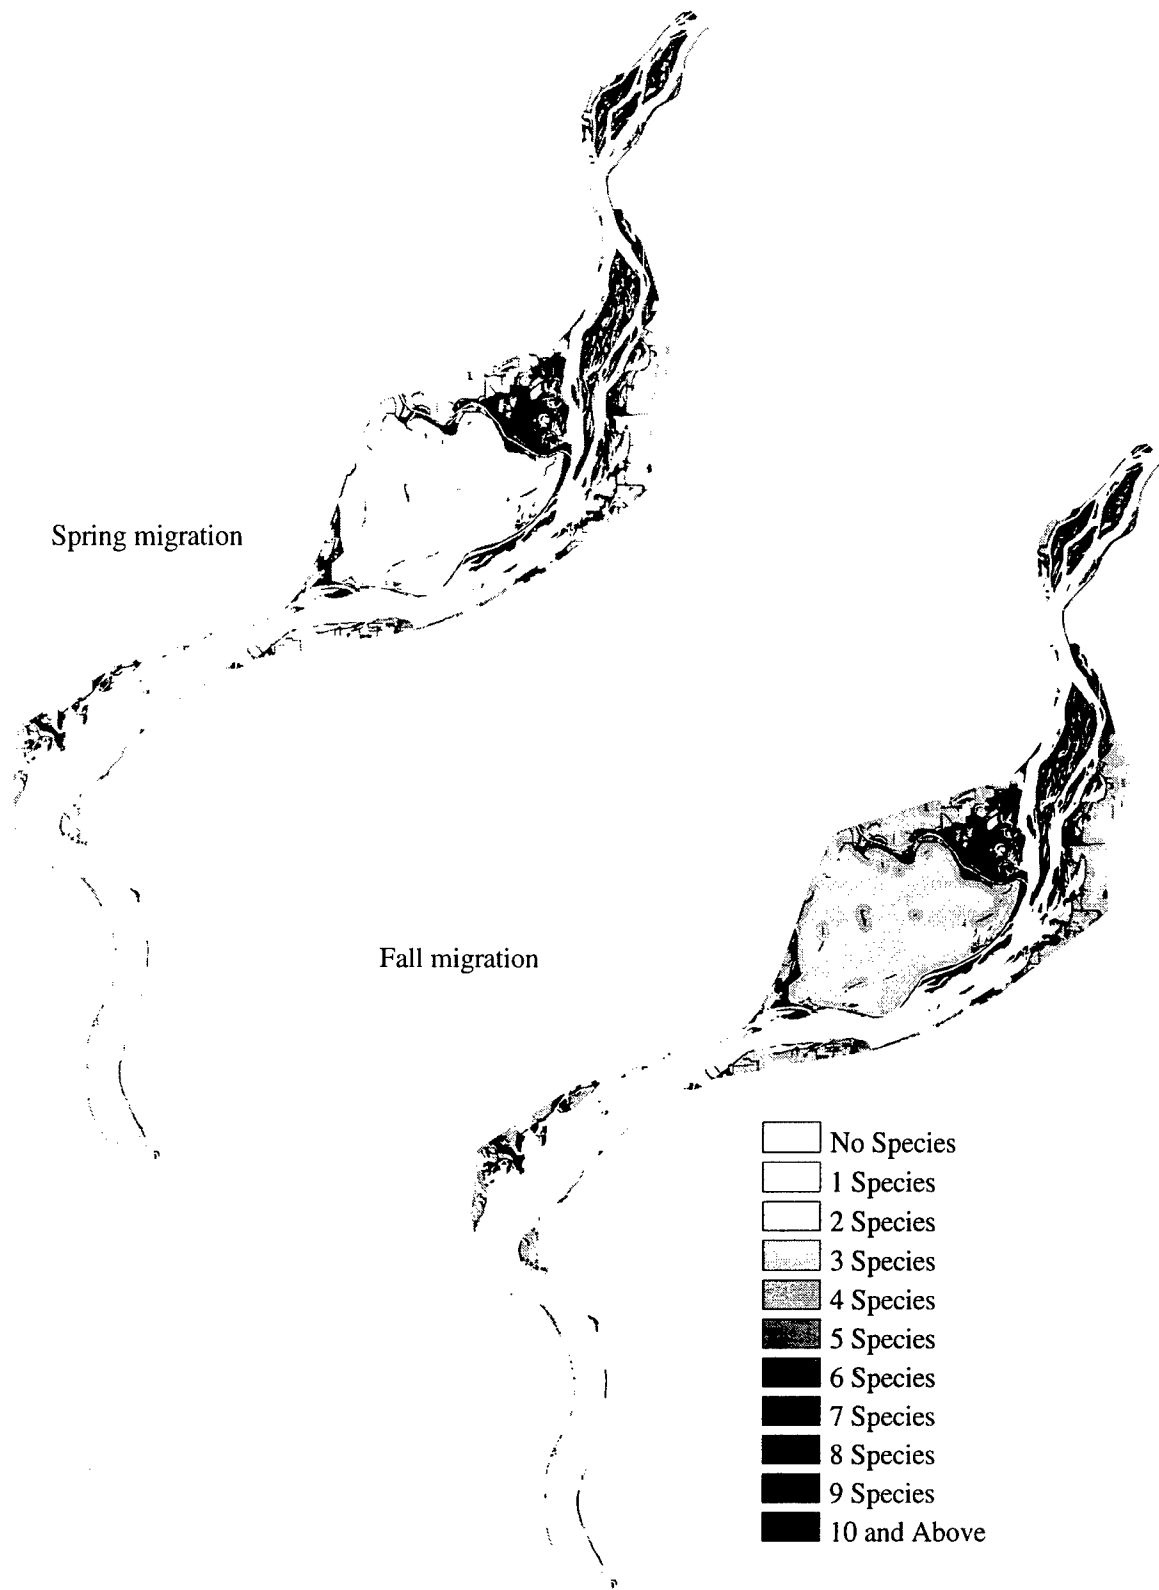 Spring migration
Fall migration
No Species
1 Species
2 Species
3 Species
4 Species
5 Species
6 Species
7 Species
8 Species
9 Species
10 and Above